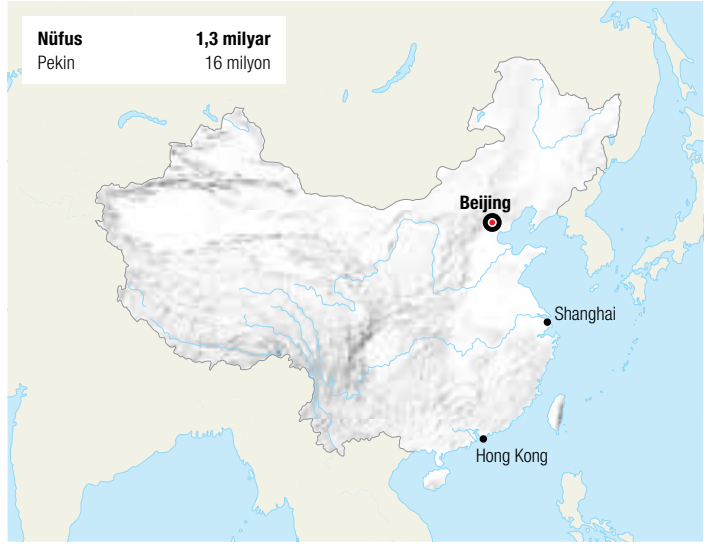 Nüfus 1,3 milyar
Pekin 16 milyon
Beijing
Shanghai
Hong Kong